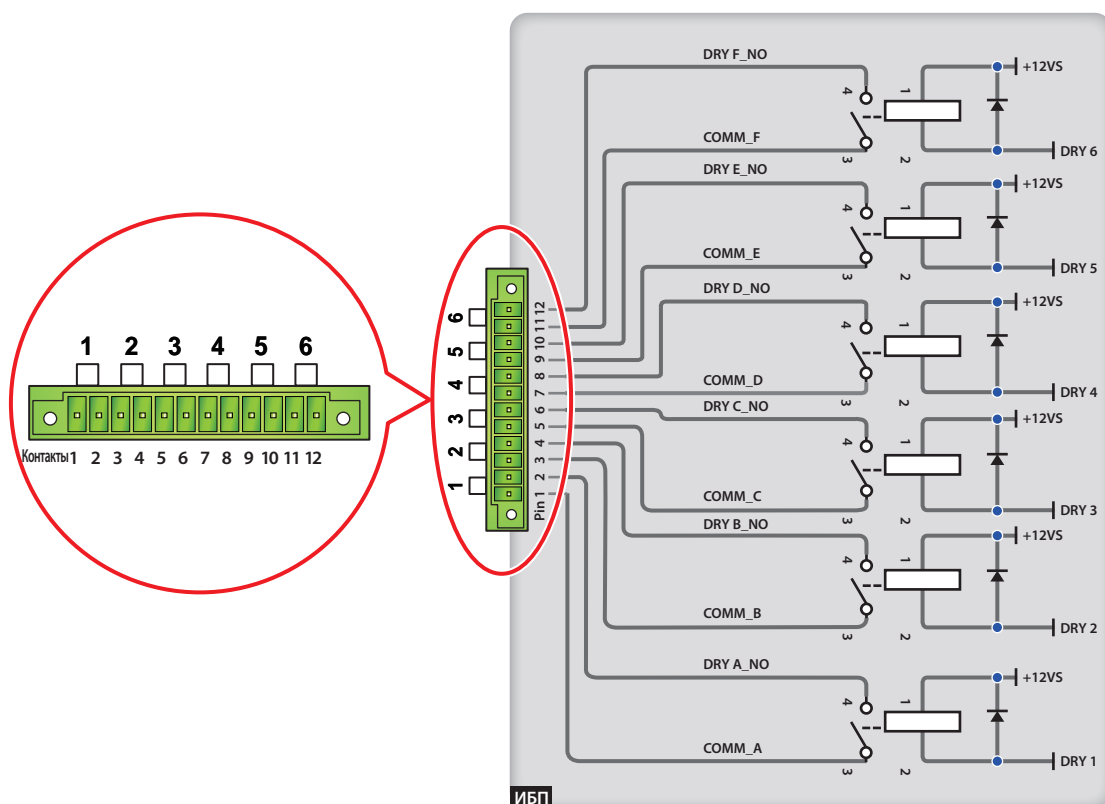 DRY F_NO
+12VS
4 1
COMM_F
3 2
DRY 6
DRY E_NO
+12VS
4 1
COMM_E
3 2
DRY 5
DRY D_NO
+12VS
4 1
COMM_D
3 2
DRY 4
DRY C_NO
+12VS
4 1
COMM_C
3 2
DRY 3
DRY B_NO
+12VS
4 1
COMM_B
3 2
DRY 2
DRY A_NO
+12VS
4 1
COMM_A
3 2
DRY 1
6 5 4 3 2 1
Pin 1 2 3 4 5 6 7 8 9 10 11 12
1 2 3 4 5 6
Контакты 1 2 3 4 5 6 7 8 9 10 11 12
ИБП